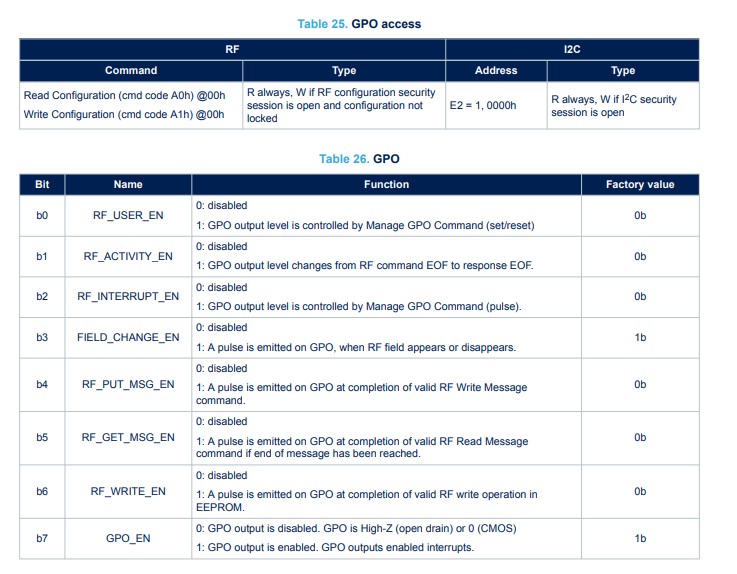 Table 25. GPO access
RF I2C
Command Type Address Type
Read Configuration (cmd code A0h) @00h
Write Configuration (cmd code A1h) @00h
R always, W if RF configuration security
session is open and configuration not
locked
E2 = 1, 0000h
R always, W if I²C security
session is open
Table 26. GPO
Bit Name Function Factory value
b0 RF_USER_EN
0: disabled
1: GPO output level is controlled by Manage GPO Command (set/reset)
0b
b1 RF_ACTIVITY_EN
0: disabled
1: GPO output level changes from RF command EOF to response EOF.
0b
b2 RF_INTERRUPT_EN
0: disabled
1: GPO output level is controlled by Manage GPO Command (pulse).
0b
b3 FIELD_CHANGE_EN
0: disabled
1: A pulse is emitted on GPO, when RF field appears or disappears.
1b
b4 RF_PUT_MSG_EN
0: disabled
1: A pulse is emitted on GPO at completion of valid RF Write Message
command.
0b
b5 RF_GET_MSG_EN
0: disabled
1: A pulse is emitted on GPO at completion of valid RF Read Message
command if end of message has been reached.
0b
b6 RF_WRITE_EN
0: disabled
1: A pulse is emitted on GPO at completion of valid RF write operation in
EEPROM.
0b
b7 GPO_EN
0: GPO output is disabled. GPO is High-Z (open drain) or 0 (CMOS)
1: GPO output is enabled. GPO outputs enabled interrupts.
1b